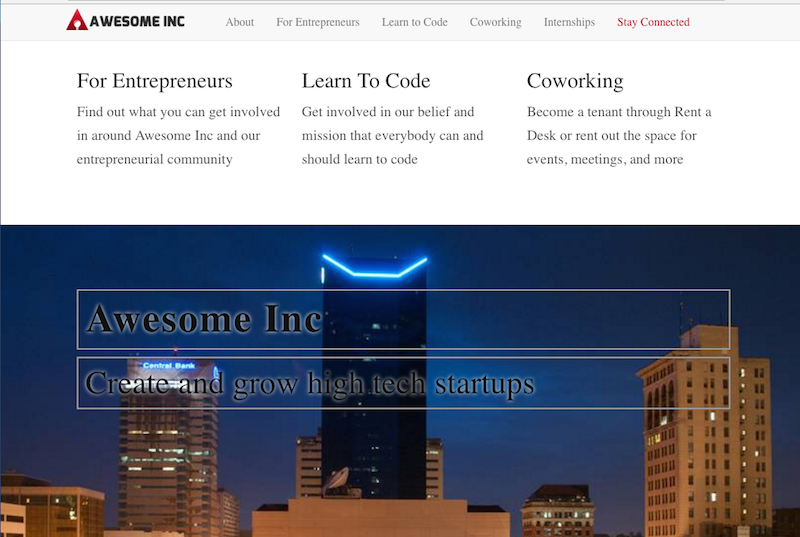 AWESOME INC
About
For Entrepreneurs
Learn to Code
Coworking
Internships
Stay Connected
For Entrepreneurs
Find out what you can get involved
in around Awesome Inc and our
entrepreneurial community
Learn To Code
Get involved in our belief and
mission that everybody can and
should learn to code
Coworking
Become a tenant through Rent a
Desk or rent out the space for
events, meetings, and more
Awesome Inc
Central Bank
Create and grow high tech startups